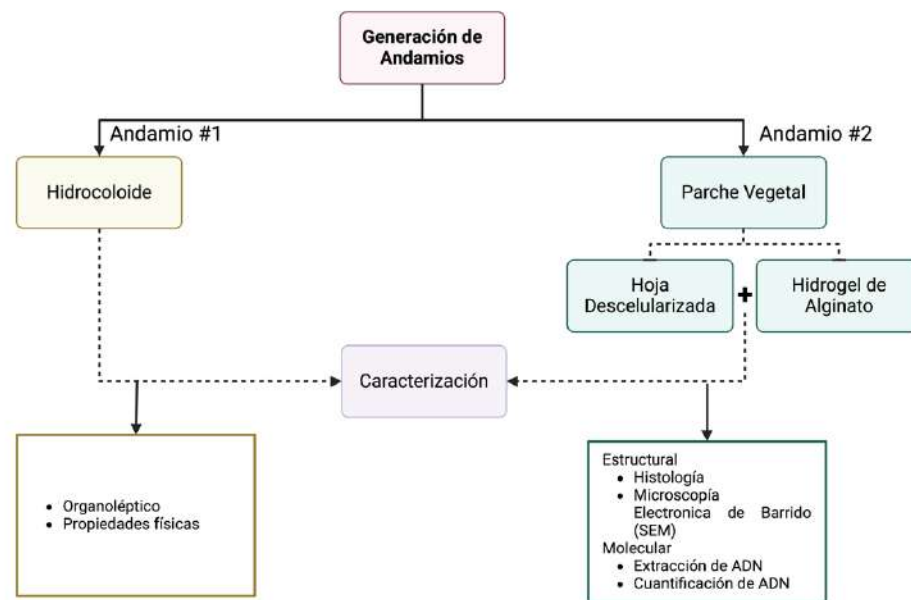 Generación de
Andamios
Andamio #1
Andamio #2
Hidrocoloide
Parche Vegetal
Hoja
Descelularizada
+
Hidrogel de
Alginato
Caracterización
• Organoléptico
• Propiedades físicas
Estructural
• Histología
• Microscopía
Electronica de Barrido
(SEM)
Molecular
• Extracción de ADN
• Cuantificación de ADN